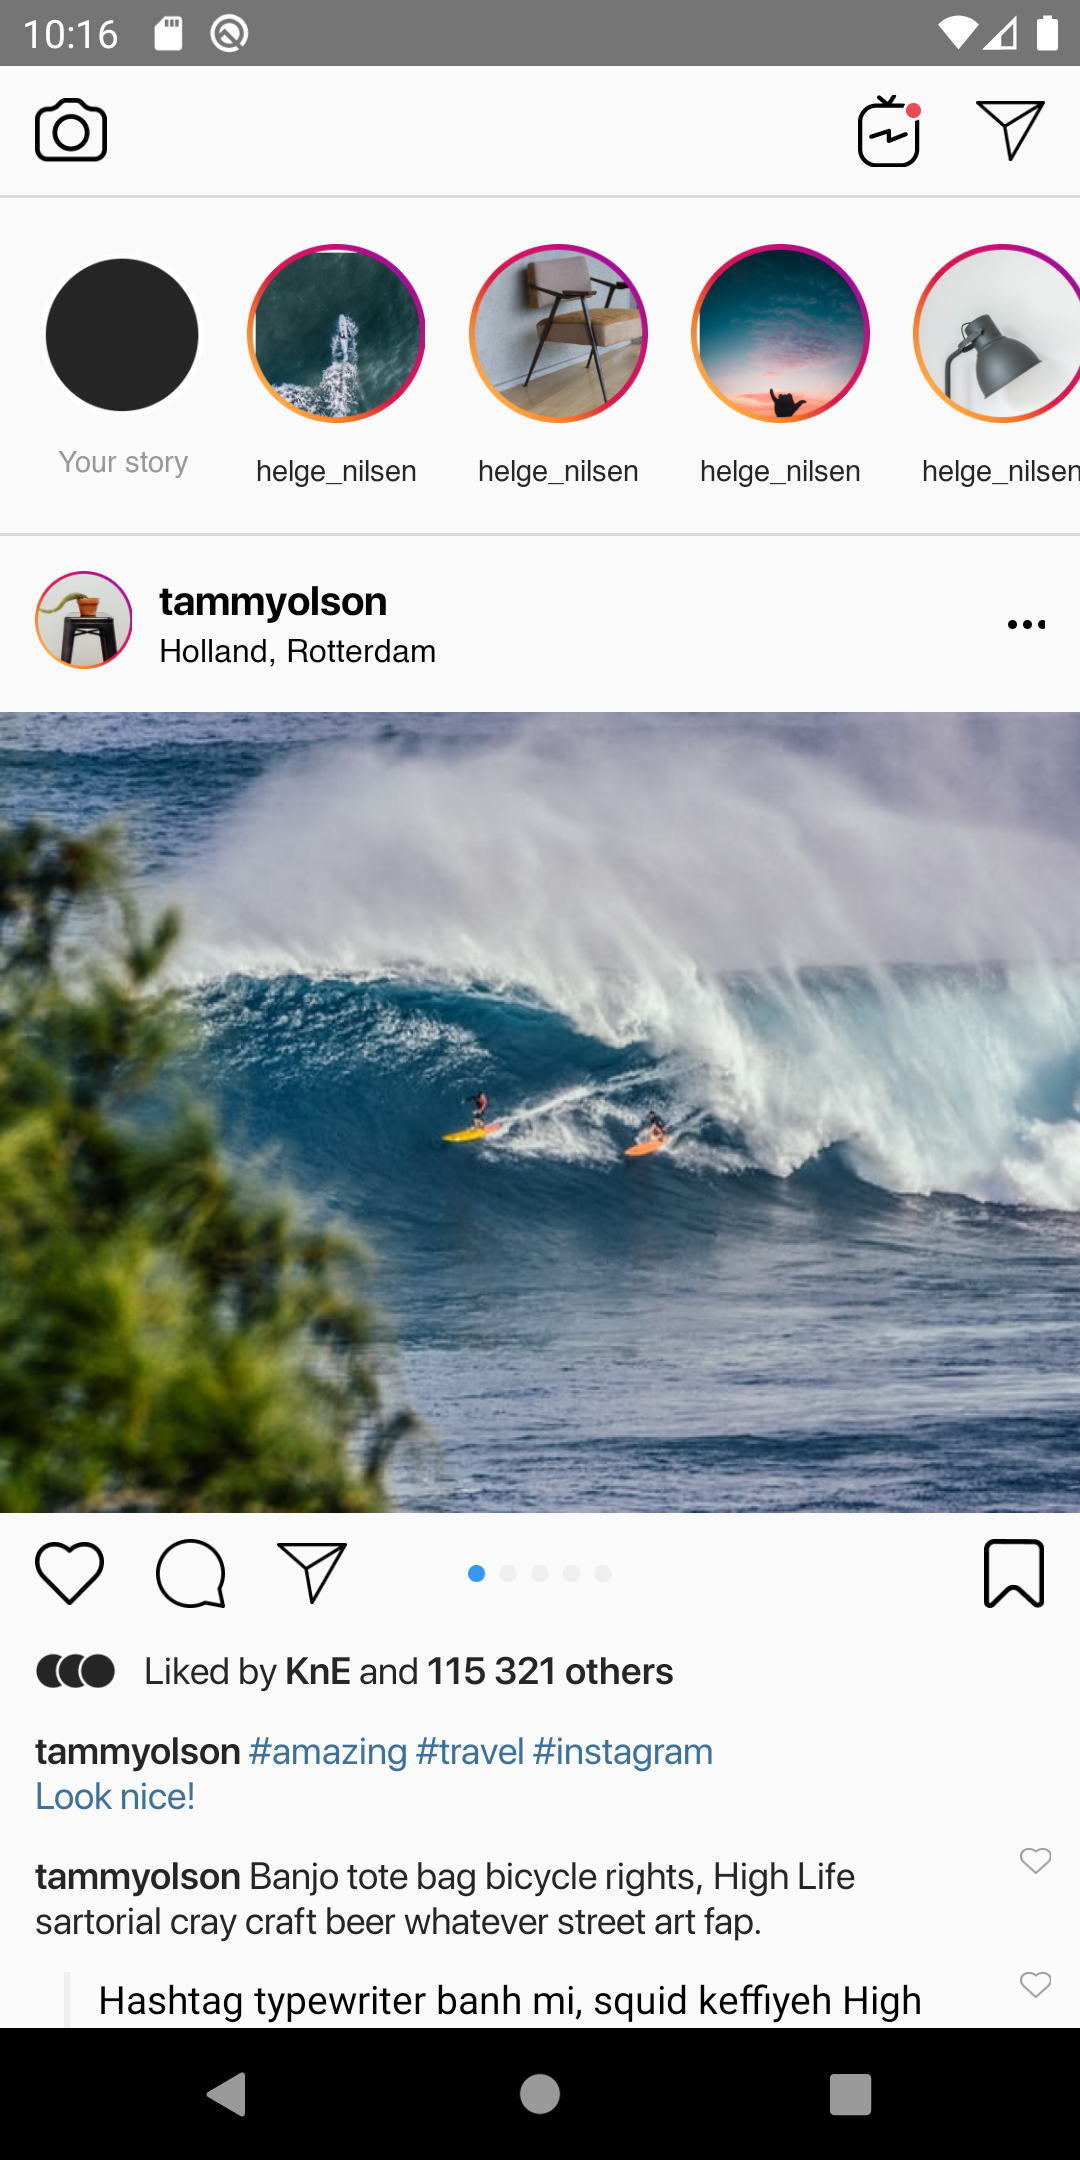 10:16
Your story
helge_nilsen
helge_nilsen
helge_nilsen
helge_nilsen
tammyolson
Holland, Rotterdam
Liked by KnE and 115 321 others
tammyolson #amazing #travel #instagram
Look nice!
tammyolson Banjo tote bag bicycle rights, High Life
sartorial cray craft beer whatever street art fap.
Hashtag typewriter banh mi, squid keffiyeh High